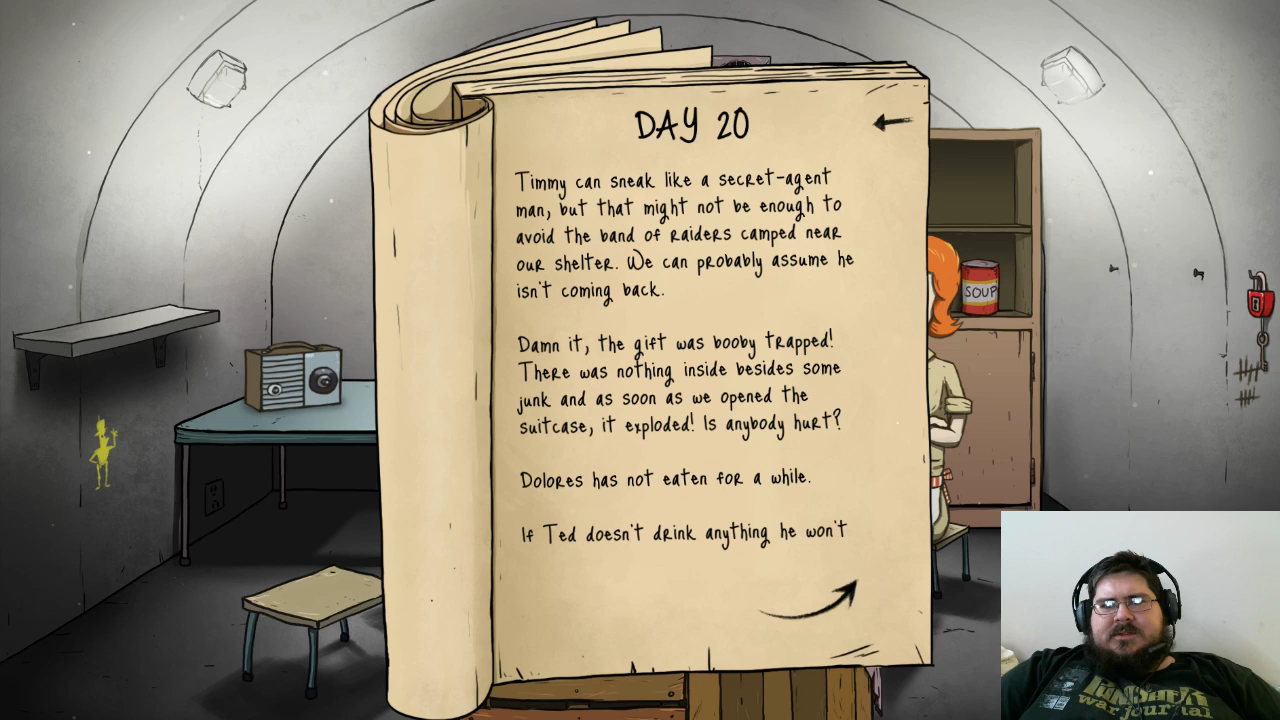 DAY 20
Timmy can sneak like a secret-agent
man, but that might not be enough to
avoid the band of raiders camped near
our shelter. We can probably assume he
isn't coming back.
Damn it, the gift was booby trapped!
There was nothing inside besides some
junk and as soon as we opened the
suitcase, it exploded! Is anybody hurt?
Dolores has not eaten for a while.
If Ted doesn't drink anything he won't
SOUP